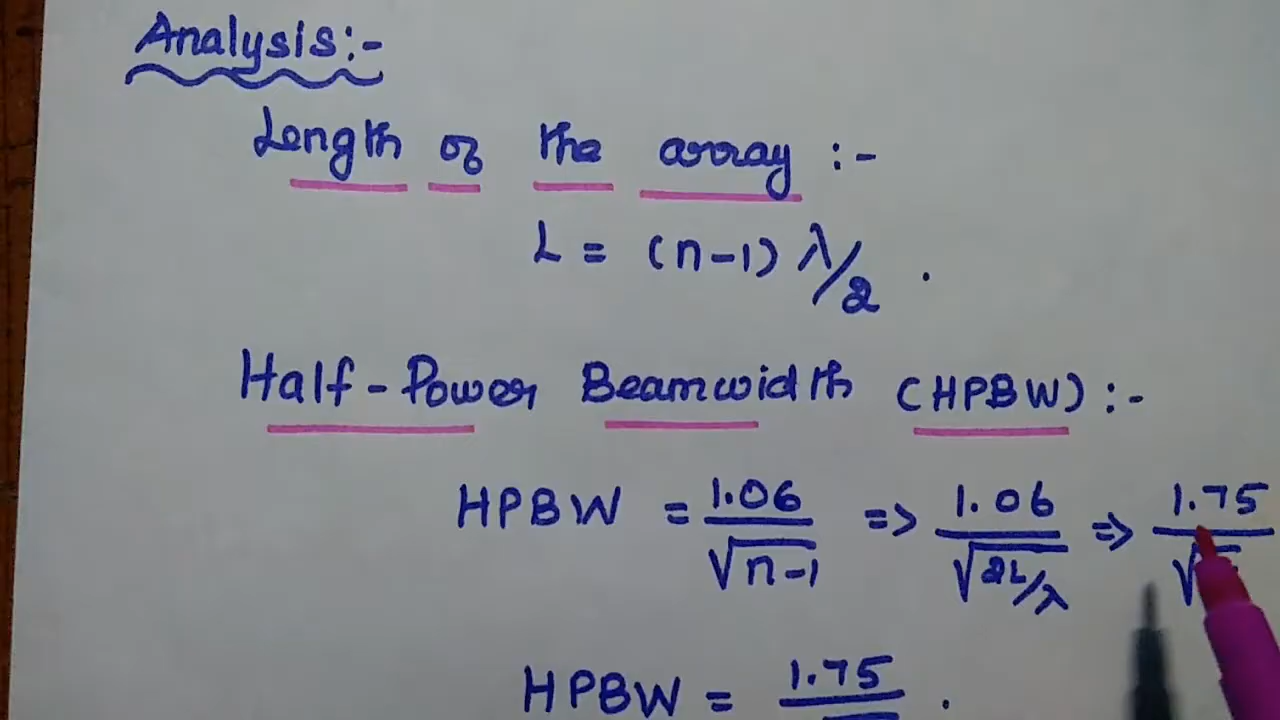 Analysis:-
Length of the array :-
L = (n-1) λ/2 .
Half-Power Beamwidth (HPBW) :-
HPBW = 1.06/√n-1 => 1.06/√2L/λ => 1.75/√
HPBW = 1.75/√ .